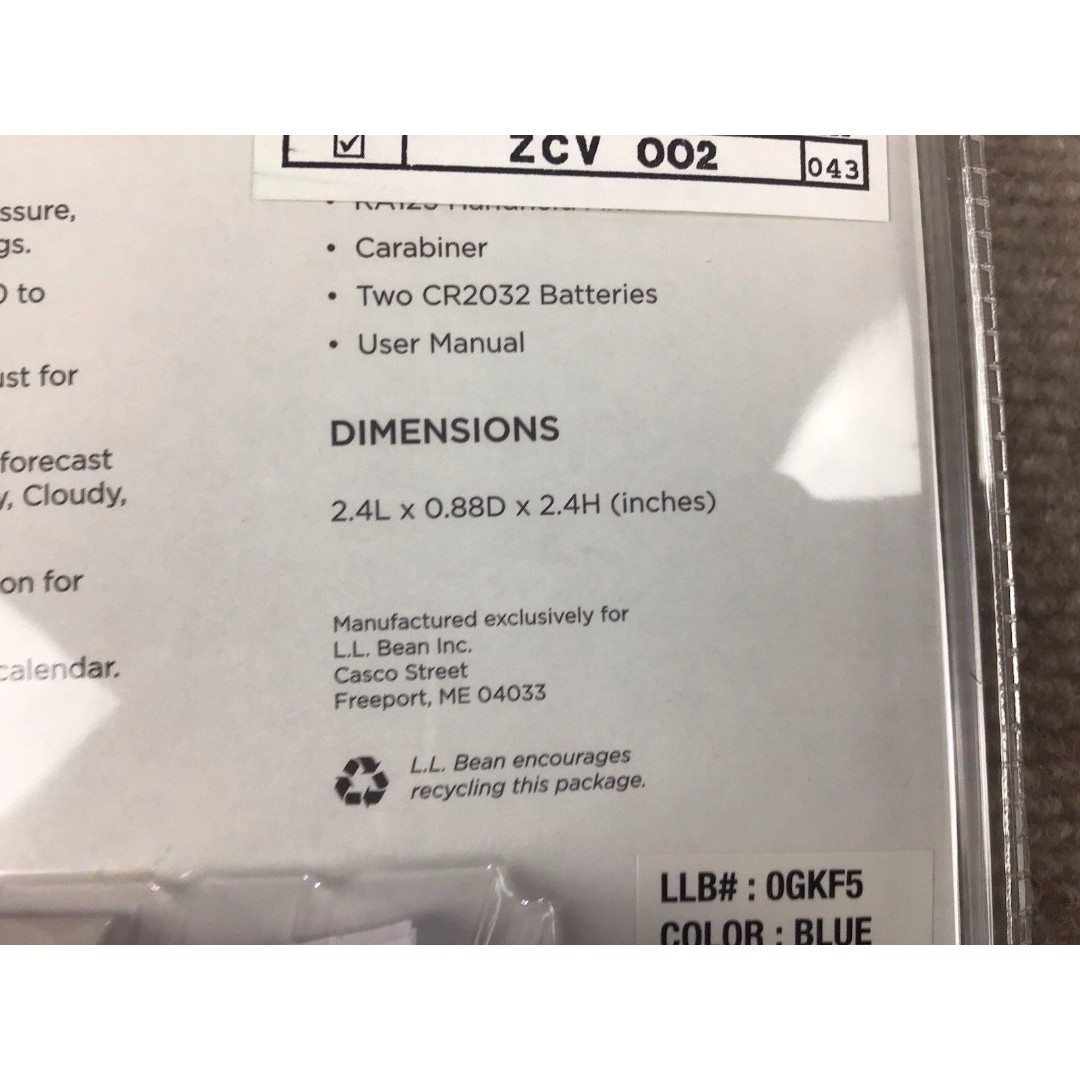 ZCV 002
043
ssure,
gs.
to
ust for
forecast
y, Cloudy,
on for
calendar.
• Carabiner
• Two CR2032 Batteries
• User Manual
DIMENSIONS
2.4L x 0.88D x 2.4H (inches)
Manufactured exclusively for
L.L. Bean Inc.
Casco Street
Freeport, ME 04033
L.L. Bean encourages
recycling this package.
LLB# : 0GKF5
COLOR : BLUE